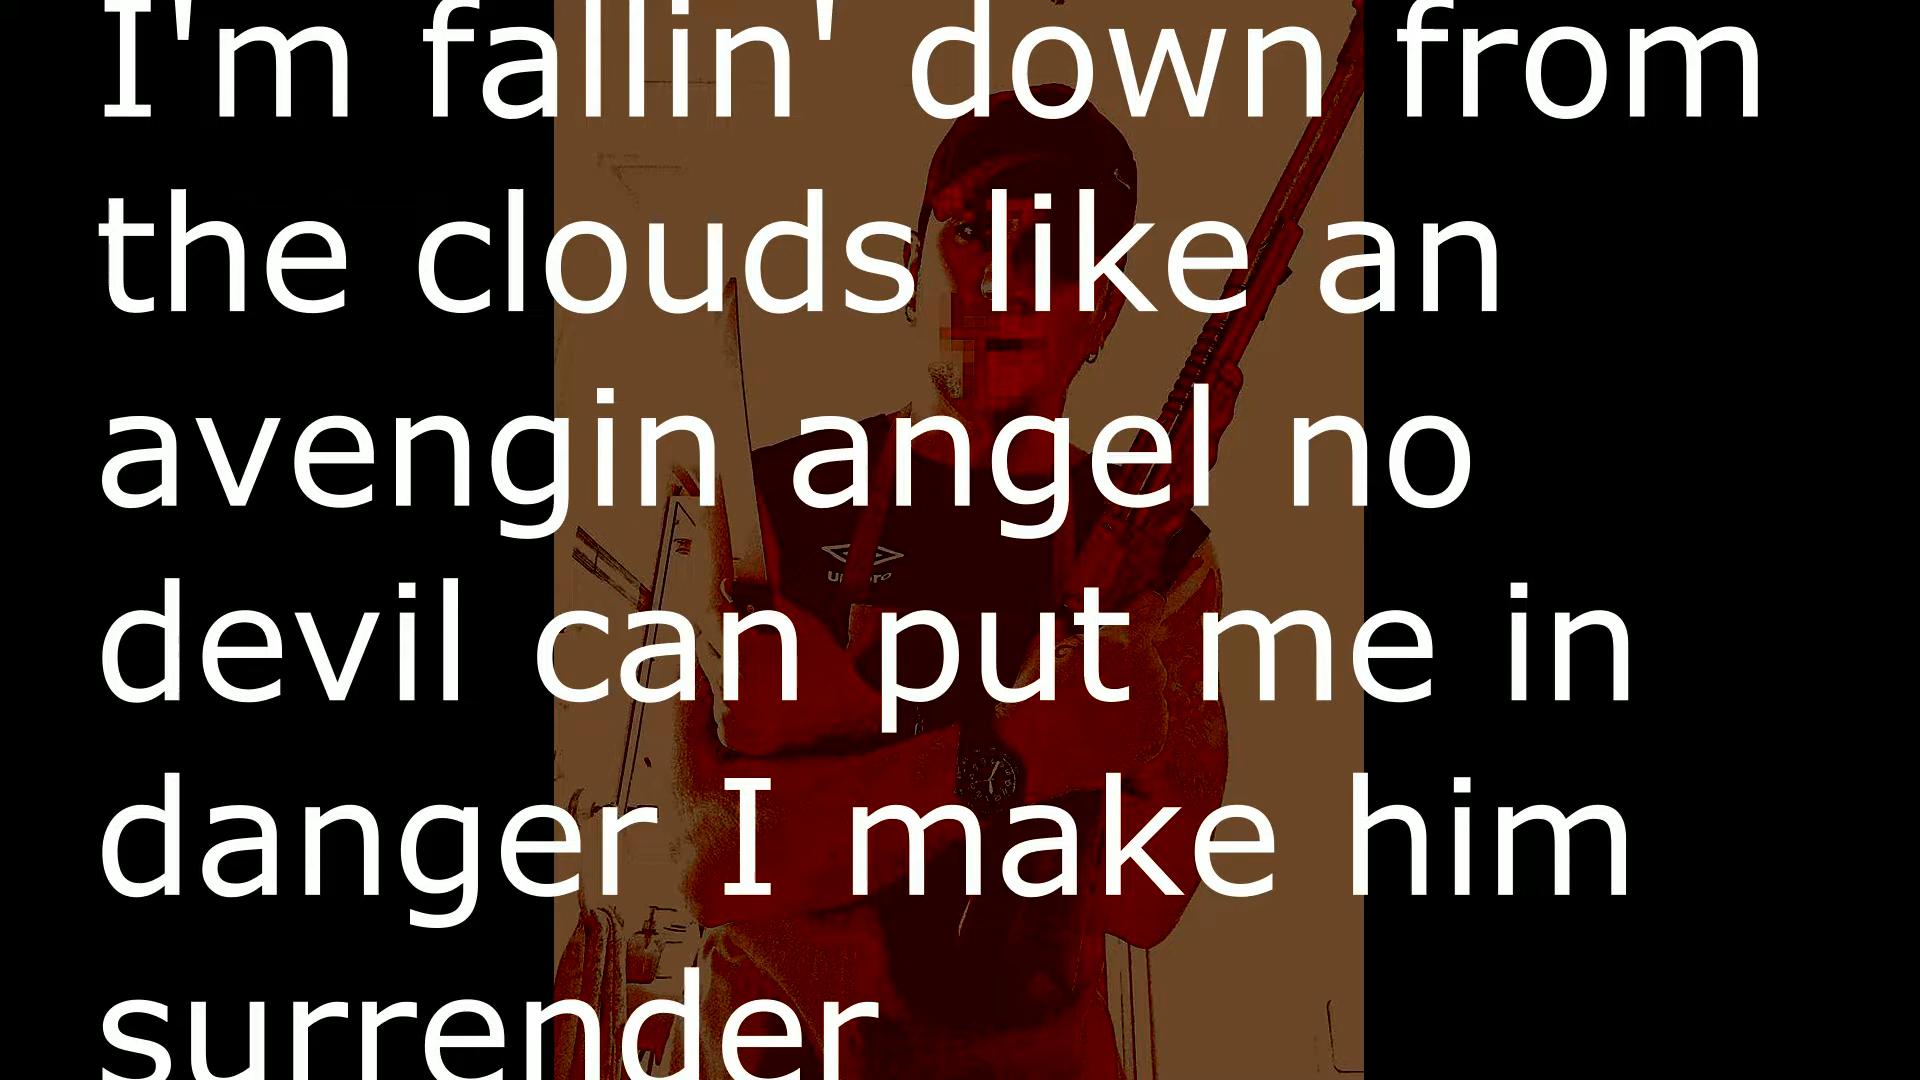 I'm fallin' down from
the clouds like an
avengin angel no
devil can put me in
danger I make him
surrender
umbro